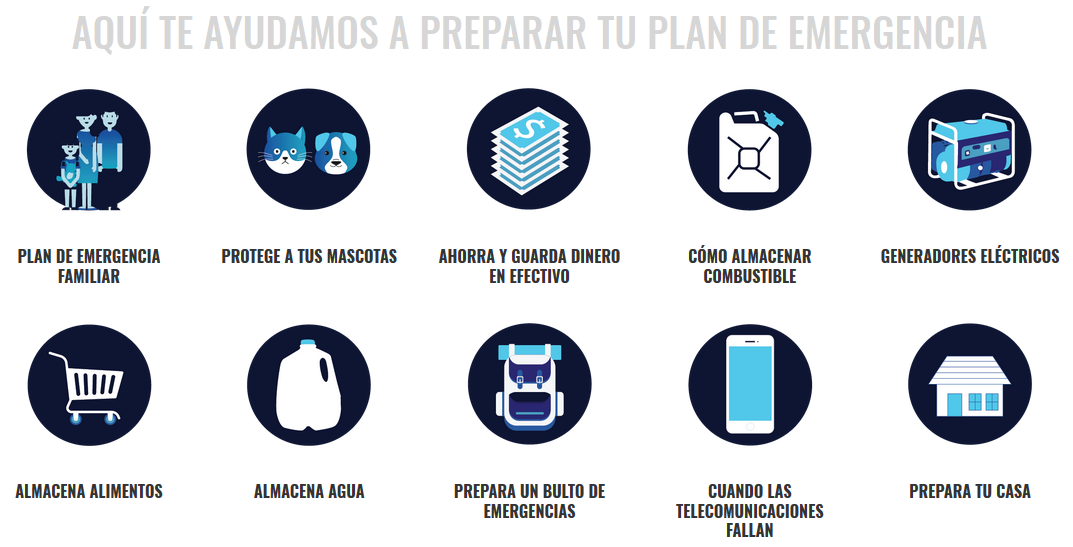 AQUÍ TE AYUDAMOS A PREPARAR TU PLAN DE EMERGENCIA
$
PLAN DE EMERGENCIA
FAMILIAR
PROTEGE A TUS MASCOTAS
AHORRA Y GUARDA DINERO
EN EFECTIVO
CÓMO ALMACENAR
COMBUSTIBLE
GENERADORES ELÉCTRICOS
ALMACENA ALIMENTOS
ALMACENA AGUA
PREPARA UN BULTO DE
EMERGENCIAS
CUANDO LAS
TELECOMUNICACIONES
FALLAN
PREPARA TU CASA